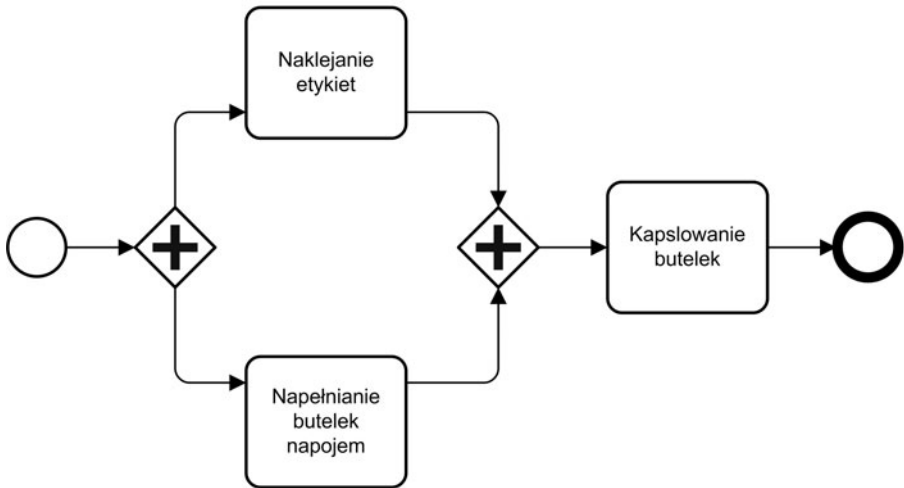 Naklejanie
etykiet
Kapslowanie
butelek
Napełnianie
butelek
napojem